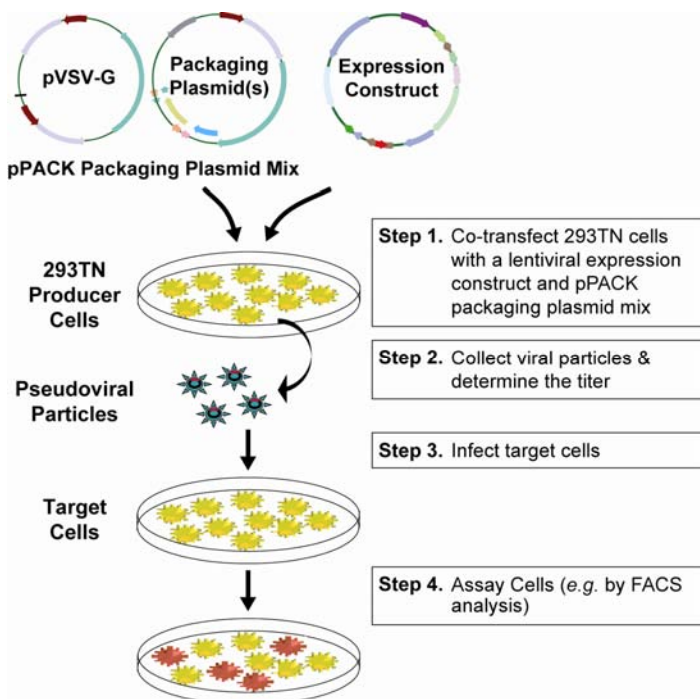 pVSV-G
Packaging
Plasmid(s)
Expression
Construct
pPACK Packaging Plasmid Mix
293TN
Producer
Cells
Step 1. Co-transfect 293TN cells
with a lentiviral expression
construct and pPACK
packaging plasmid mix
Step 2. Collect viral particles &
determine the titer
Pseudoviral
Particles
Step 3. Infect target cells
Target
Cells
Step 4. Assay Cells (e.g. by FACS
analysis)